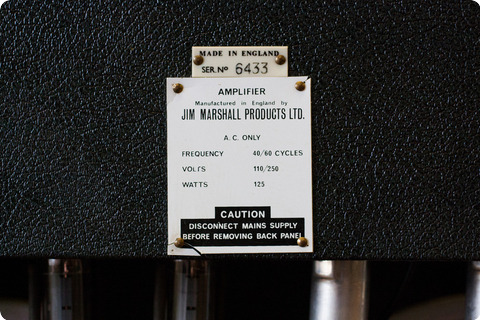 MADE IN ENGLAND
SER. Nº 6433
AMPLIFIER
Manufactured in England by
JIM MARSHALL PRODUCTS LTD.
A.C. ONLY
FREQUENCY 40/60 CYCLES
VOLTS 110/250
WATTS 125
CAUTION
DISCONNECT MAINS SUPPLY
BEFORE REMOVING BACK PANEL